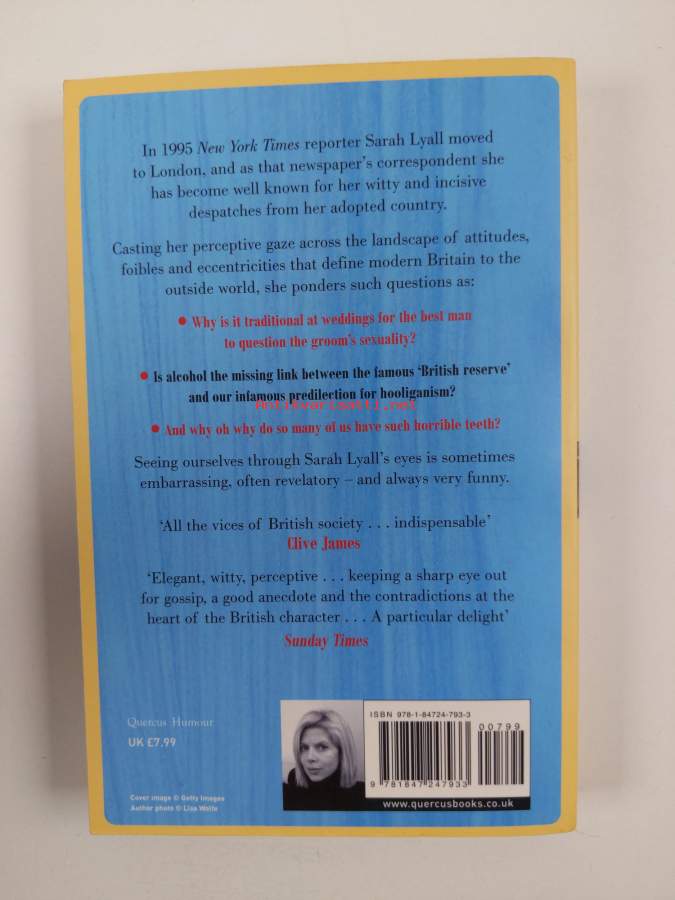 In 1995 New York Times reporter Sarah Lyall moved
to London, and as that newspaper's correspondent she
has become well known for her witty and incisive
despatches from her adopted country.
Casting her perceptive gaze across the landscape of attitudes,
foibles and eccentricities that define modern Britain to the
outside world, she ponders such questions as:
• Why is it traditional at weddings for the best man
to question the groom's sexuality?
• Is alcohol the missing link between the famous 'British reserve'
and our infamous predilection for hooliganism?
Antikvariaatti.net
• And why oh why do so many of us have such horrible teeth?
Seeing ourselves through Sarah Lyall's eyes is sometimes
embarrassing, often revelatory – and always very funny.
'All the vices of British society . . . indispensable'
Clive James
'Elegant, witty, perceptive . . . keeping a sharp eye out
for gossip, a good anecdote and the contradictions at the
heart of the British character . . . A particular delight'
Sunday Times
Quercus Humour
UK £7.99
Cover image © Getty Images
Author photo © Lisa Wolfe
ISBN 978-1-84724-793-3
00799
9 781847 247933
www.quercusbooks.co.uk